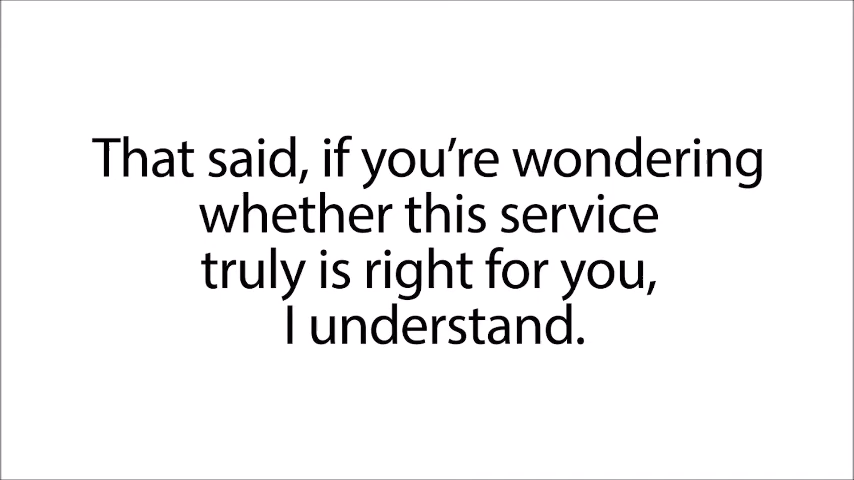 That said, if you’re wondering
whether this service
truly is right for you,
I understand.